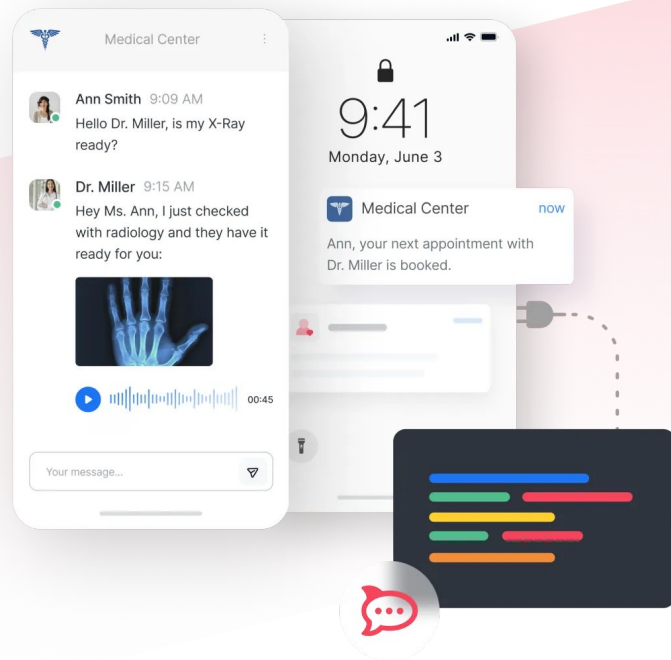 Medical Center
Ann Smith 9:09 AM
Hello Dr. Miller, is my X-Ray
ready?
Dr. Miller 9:15 AM
Hey Ms. Ann, I just checked
with radiology and they have it
ready for you:
00:45
Your message...
9:41
Monday, June 3
Medical Center now
Ann, your next appointment with
Dr. Miller is booked.